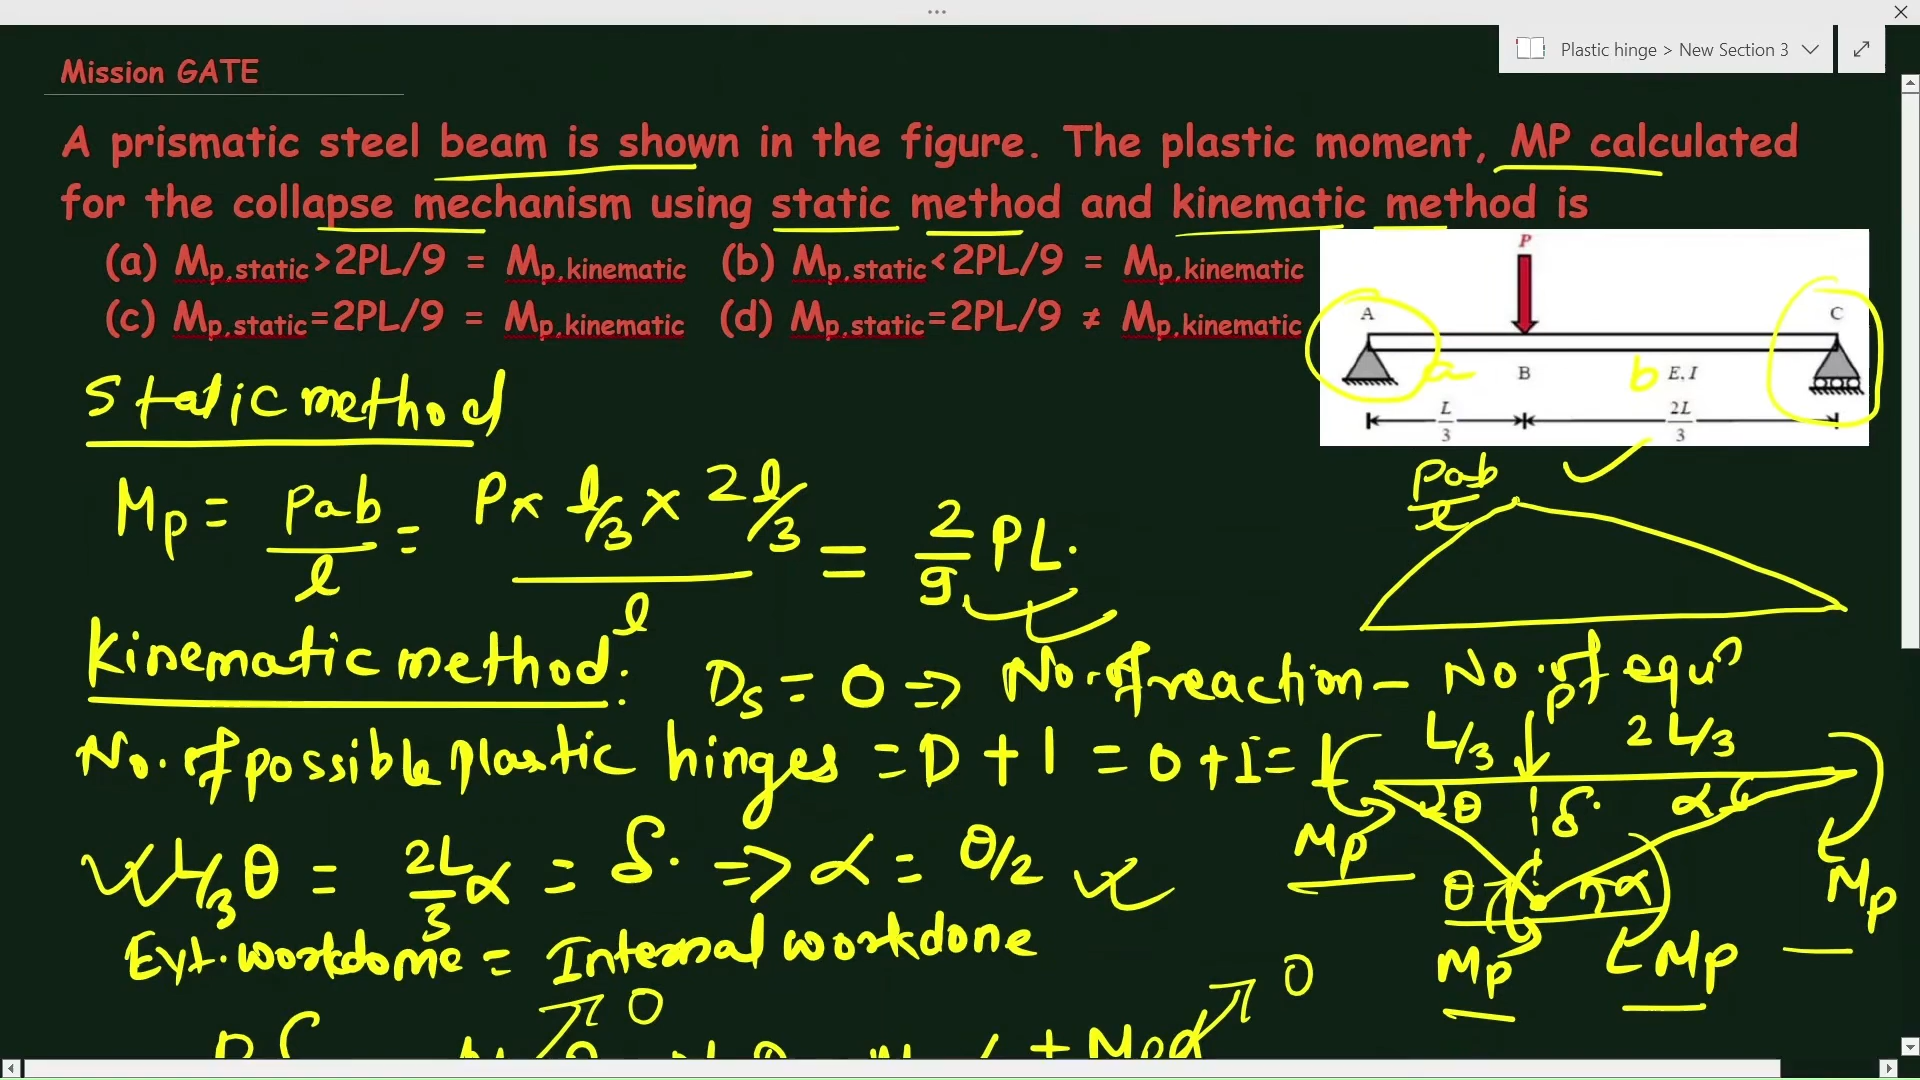 Plastic hinge > New Section 3
Mission GATE
A prismatic steel beam is shown in the figure. The plastic moment, MP calculated
for the collapse mechanism using static method and kinematic method is
(a) Mp,static>2PL/9 = Mp,kinematic (b) Mp,static<2PL/9 = Mp,kinematic
(c) Mp,static=2PL/9 = Mp,kinematic (d) Mp,static=2PL/9 ≠ Mp,kinematic
P
A C
a B b E, I
L/3 2L/3
Static method
Mp = Pab/l = P x l/3 x 2l/3 / l = 2/9 PL.
Pab/l
Kinematic method:
Ds = 0 => No. of reaction - No. of equn
No. of possible plastic hinges = D + 1 = 0 + 1 = 1
P
L/3 2L/3
θ δ α
Mp Mp
θ α
Mp Mp
L/3 θ = 2L/3 α = δ. => α = θ/2
Ext. workdome = Internal workdone
0 0